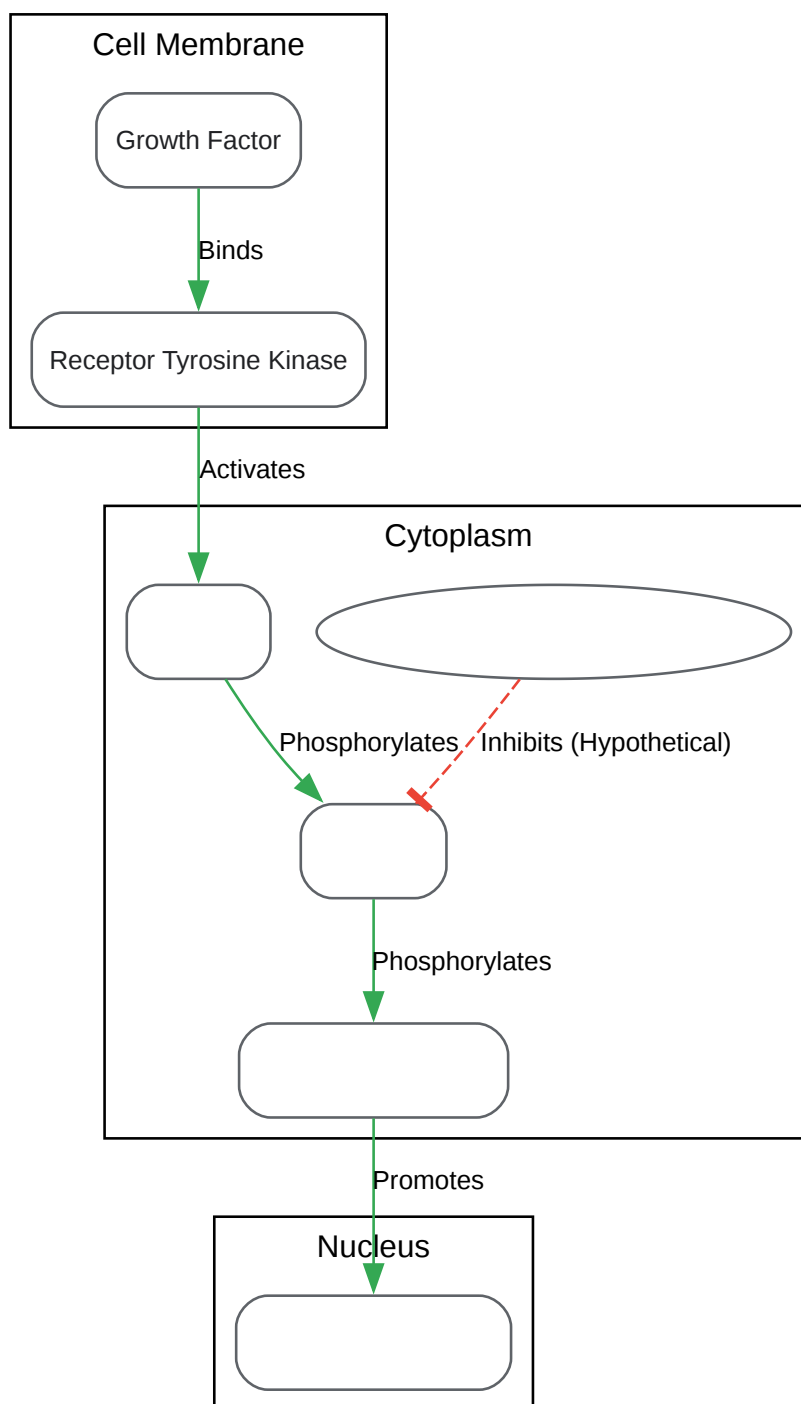 Cell Membrane
Growth Factor
Binds
Receptor Tyrosine Kinase
Activates
Cytoplasm
Phosphorylates
Inhibits (Hypothetical)
Phosphorylates
Promotes
Nucleus